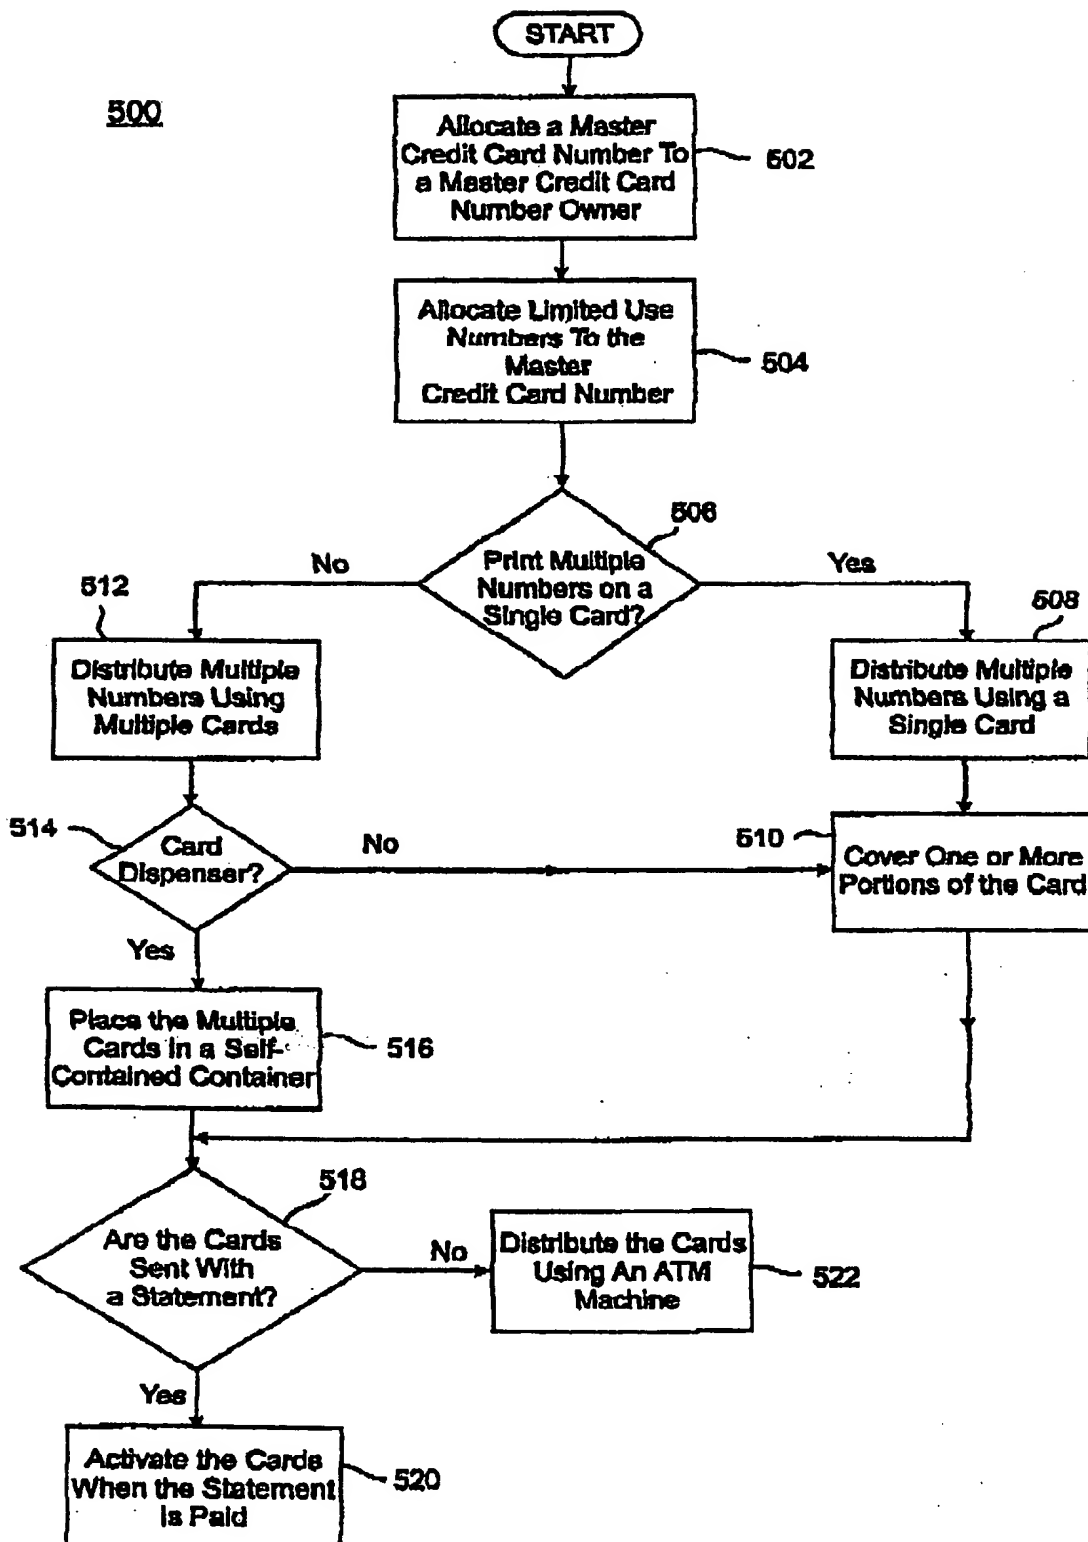 START
500
Allocate a Master
Credit Card Number To
a Master Credit Card
Number Owner
502
Allocate Limited Use
Numbers To the
Master
Credit Card Number
504
506
Print Multiple
Numbers on a
Single Card?
No
Yes
512
508
Distribute Multiple
Numbers Using
Multiple Cards
Distribute Multiple
Numbers Using a
Single Card
514
Card
Dispenser?
No
510
Cover One or More
Portions of the Card
Yes
Place the Multiple
Cards in a Self-
Contained Container
516
518
Are the Cards
Sent With
a Statement?
No
Distribute the Cards
Using An ATM
Machine
522
Yes
Activate the Cards
When the Statement
is Paid
520